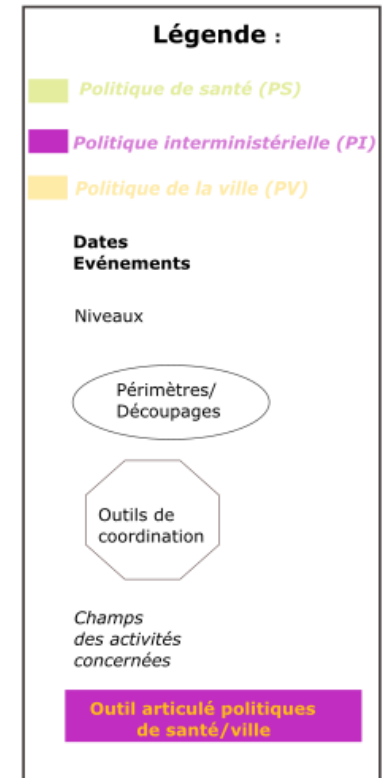 Légende :
Politique de santé (PS)
Politique interministérielle (PI)
Politique de la ville (PV)
Dates
Evénements
Niveaux
Périmètres/
Découpages
Outils de
coordination
Champs
des activités
concernées
Outil articulé politiques
de santé/ville